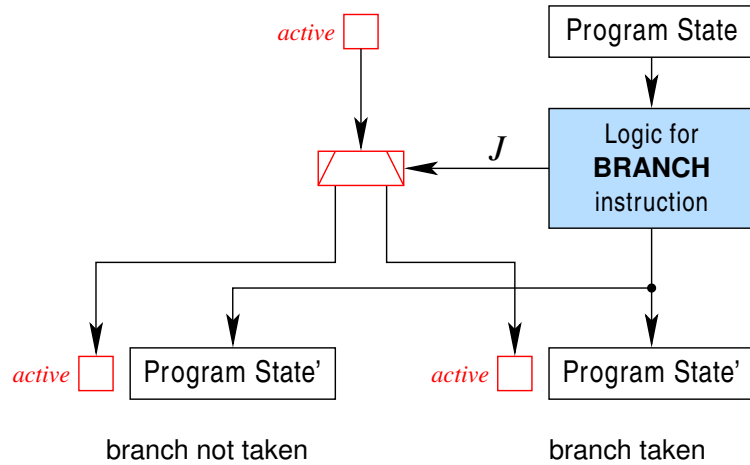 active
Program State
J
Logic for
BRANCH
instruction
active
Program State'
active
Program State'
branch not taken
branch taken